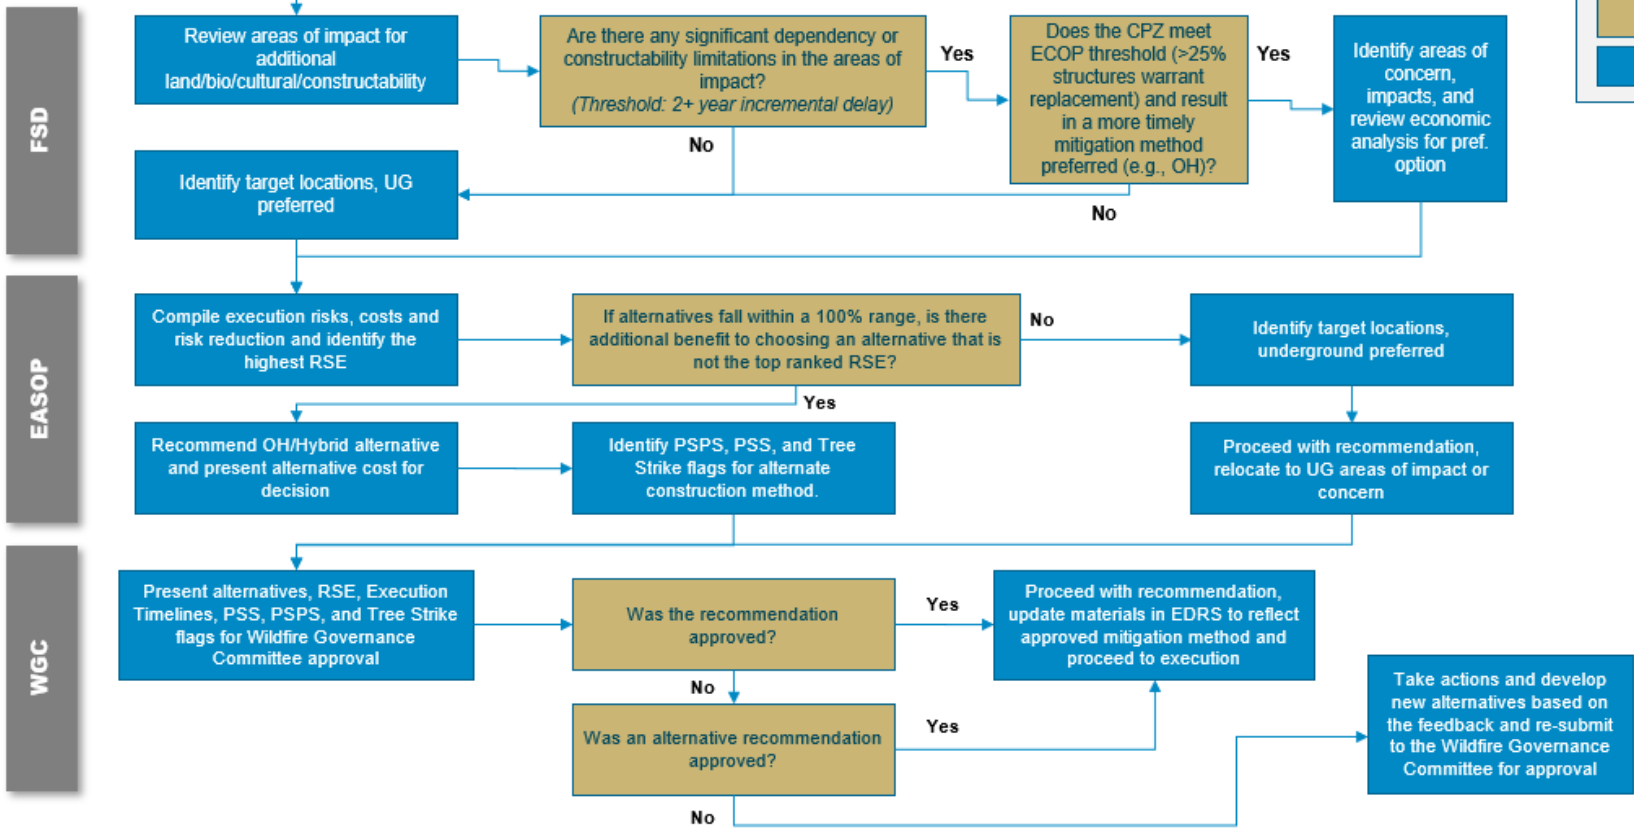 FSD
Review areas of impact for
additional
land/bio/cultural/constructability
Are there any significant dependency or
constructability limitations in the areas of
impact?
(Threshold: 2+ year incremental delay)
Yes
No
Does the CPZ meet
ECOP threshold (>25%
structures warrant
replacement) and result
in a more timely
mitigation method
preferred (e.g., OH)?
Yes
No
Identify areas of
concern,
impacts, and
review economic
analysis for pref.
option
Identify target locations, UG
preferred
EASOP
Compile execution risks, costs and
risk reduction and identify the
highest RSE
If alternatives fall within a 100% range, is there
additional benefit to choosing an alternative that is
not the top ranked RSE?
No
Yes
Identify target locations,
underground preferred
Recommend OH/Hybrid alternative
and present alternative cost for
decision
Identify PSPS, PSS, and Tree
Strike flags for alternate
construction method.
Proceed with recommendation,
relocate to UG areas of impact or
concern
WGC
Present alternatives, RSE, Execution
Timelines, PSS, PSPS, and Tree Strike
flags for Wildfire Governance
Committee approval
Was the recommendation
approved?
Yes
No
Proceed with recommendation,
update materials in EDRS to reflect
approved mitigation method and
proceed to execution
Was an alternative recommendation
approved?
Yes
No
Take actions and develop
new alternatives based on
the feedback and re-submit
to the Wildfire Governance
Committee for approval